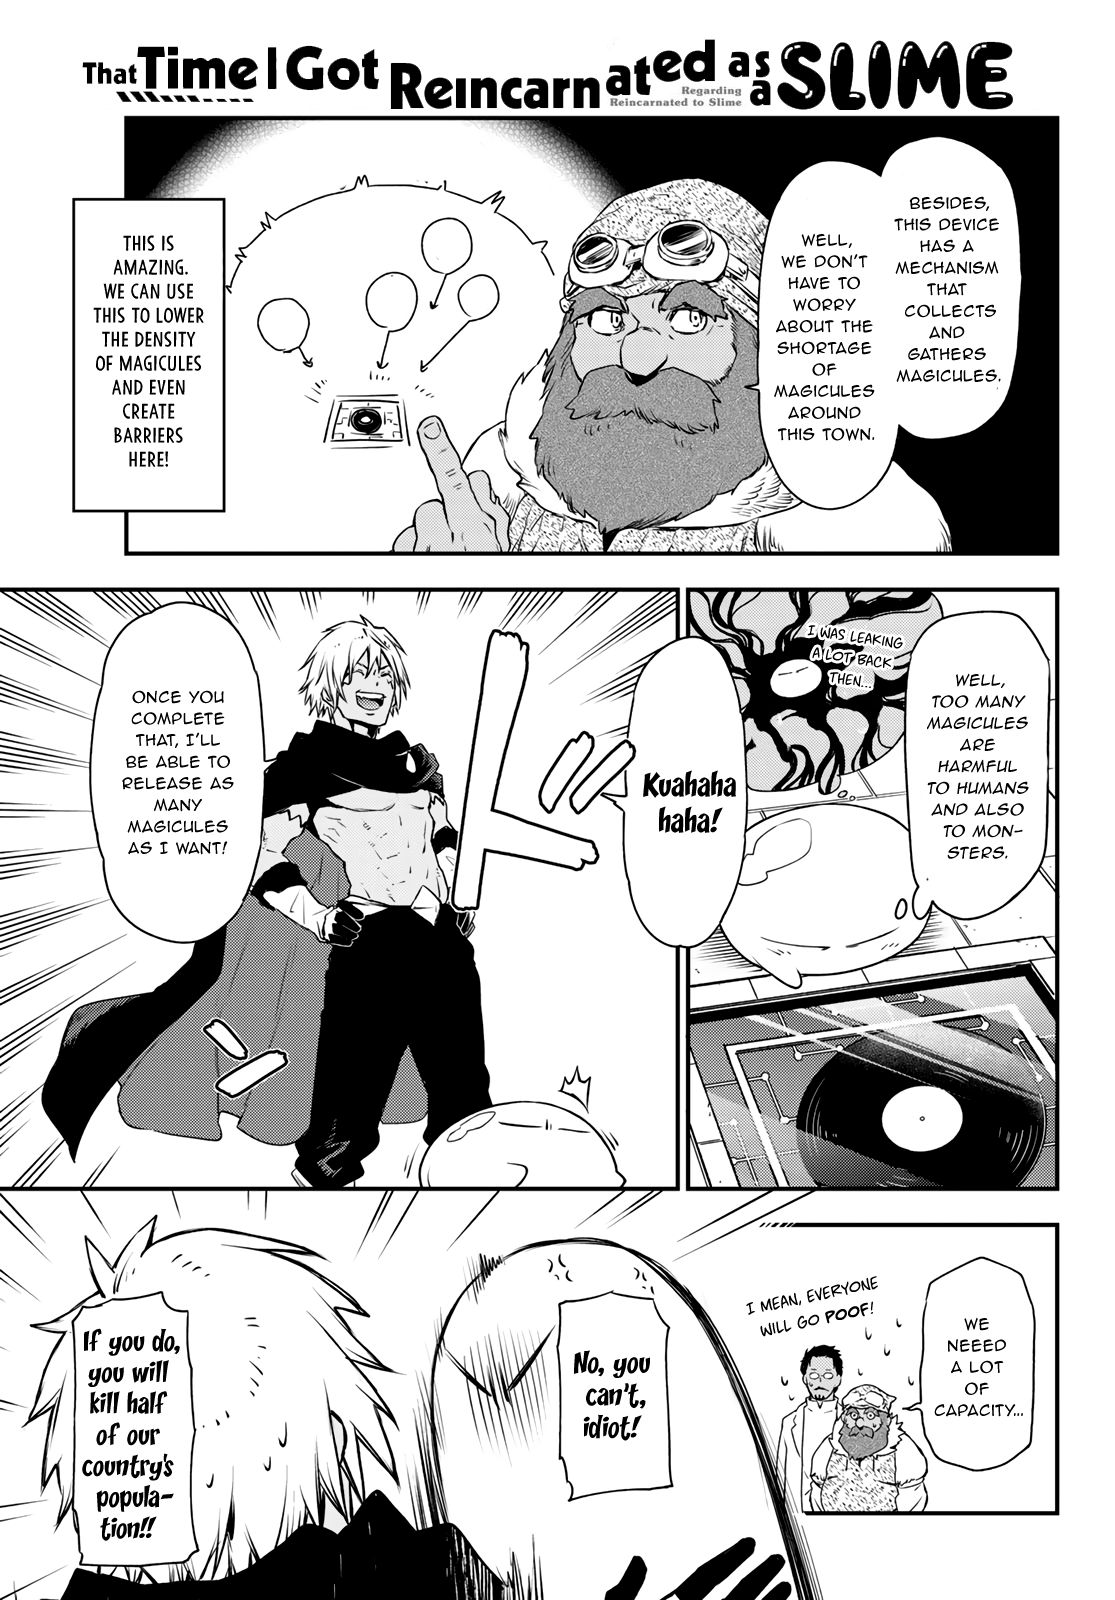 That Time I Got Reincarnated as a SLIME
Regarding
Reincarnated to Slime
BESIDES,
THIS DEVICE
HAS A
MECHANISM
THAT
COLLECTS
AND
GATHERS
MAGICULES.
WELL,
WE DON'T
HAVE TO
WORRY
ABOUT THE
SHORTAGE
OF
MAGICULES
AROUND
THIS TOWN.
THIS IS
AMAZING.
WE CAN USE
THIS TO LOWER
THE DENSITY
OF MAGICULES
AND EVEN
CREATE
BARRIERS
HERE!
WELL,
TOO MANY
MAGICULES
ARE
HARMFUL
TO HUMANS
AND ALSO
TO MON-
STERS.
I WAS LEAKING
A LOT BACK
THEN...
Kuahaha
haha!
ドドン
ONCE YOU
COMPLETE
THAT, I'LL
BE ABLE TO
RELEASE AS
MANY
MAGICULES
AS I WANT!
WE
NEEED
A LOT
OF
CAPACITY...
I MEAN, EVERYONE
WILL GO POOF!
No, you
can't,
idiot!
If you do,
you will
kill half
of our
country's
popula-
tion!!